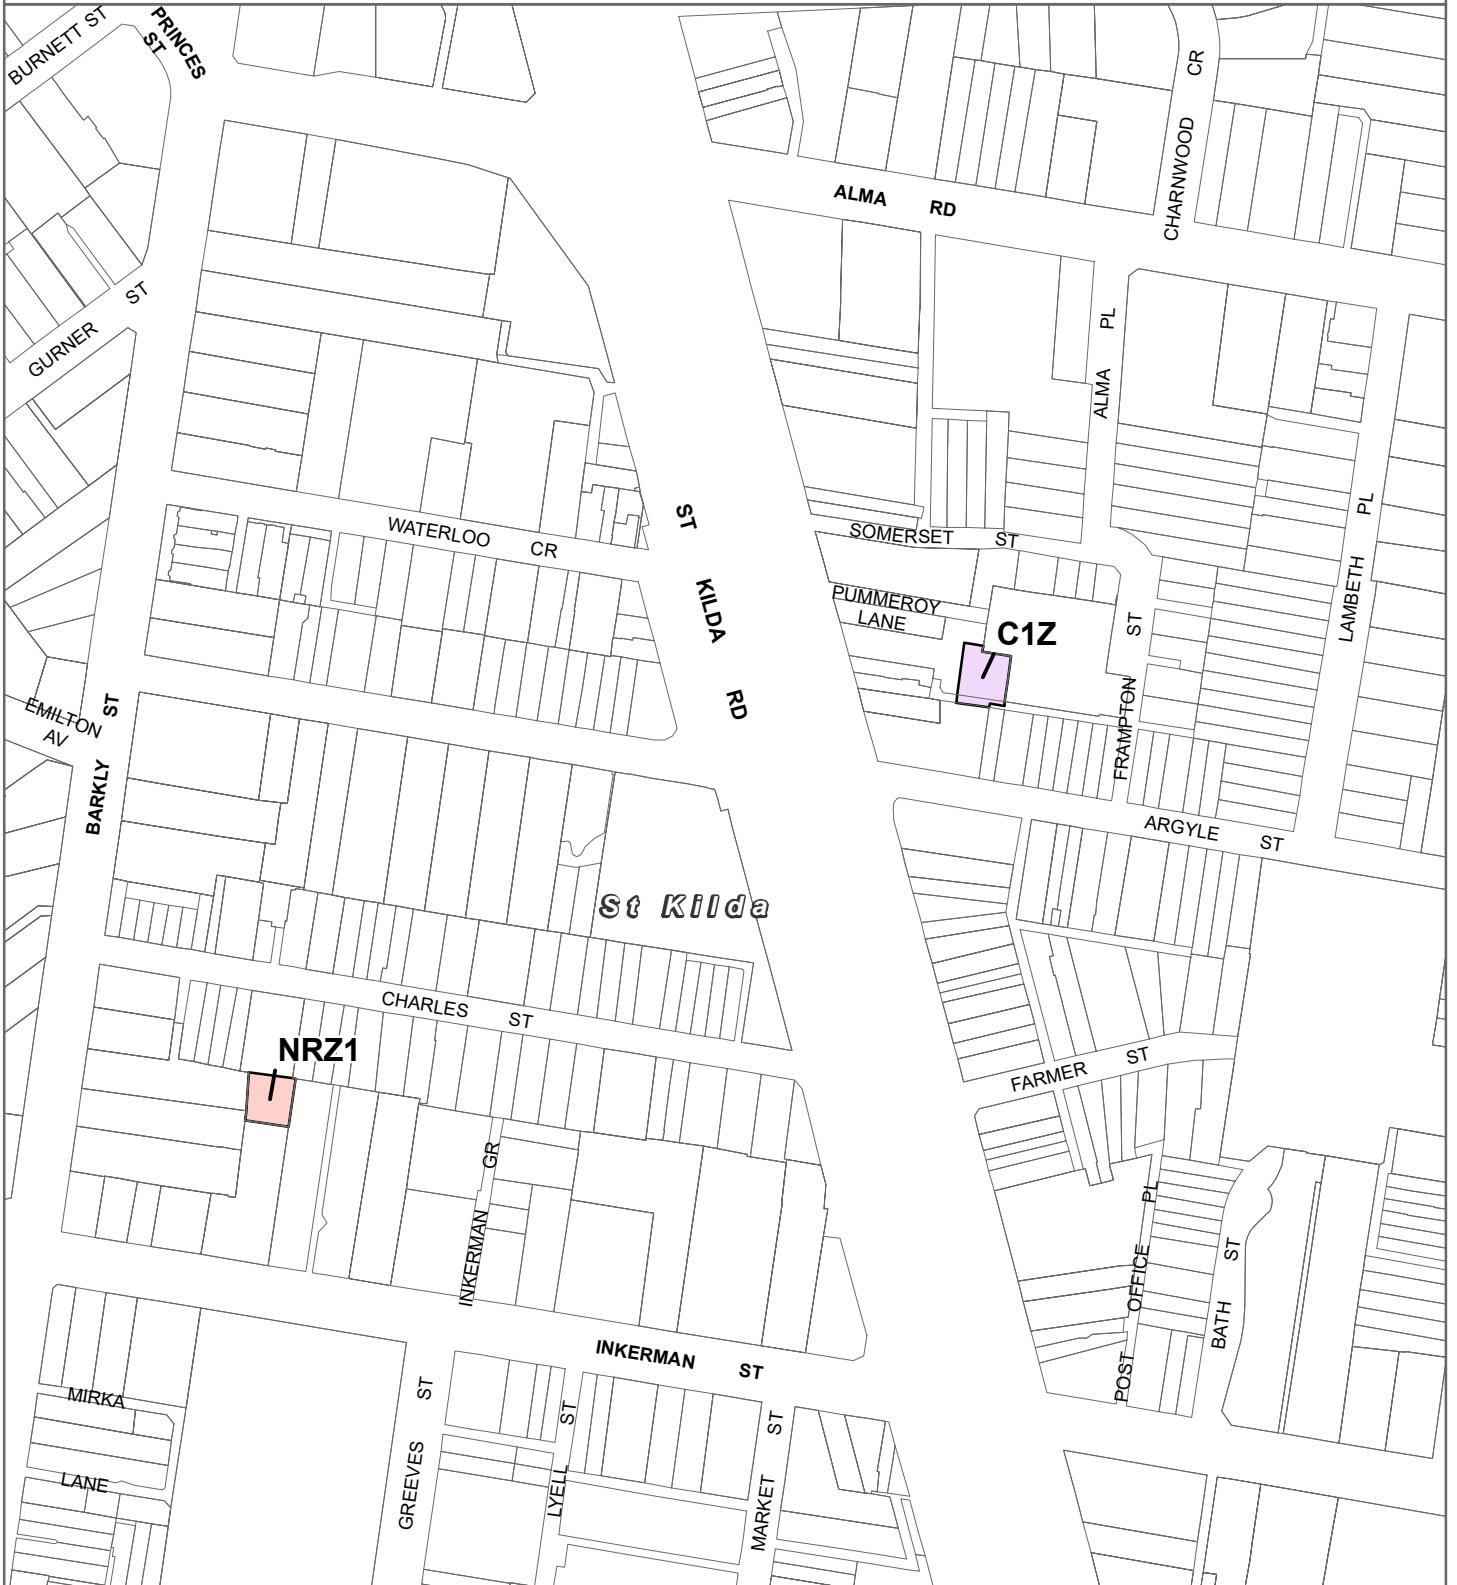 BURNETT ST
PRINCES
ST
CR
CHARNWOOD
ALMA RD
GURNER ST
ALMA PL
WATERLOO CR
ST KILDA RD
SOMERSET ST
LAMBETH PL
PUMMEROY
LANE
C1Z
FRAMPTON ST
EMILTON
AV
BARKLY ST
ARGYLE ST
St Kilda
CHARLES ST
NRZ1
FARMER ST
INKERMAN GR
POST OFFICE PL
BATH ST
INKERMAN ST
MIRKA
LANE
GREEVES ST
LYELL ST
MARKET ST